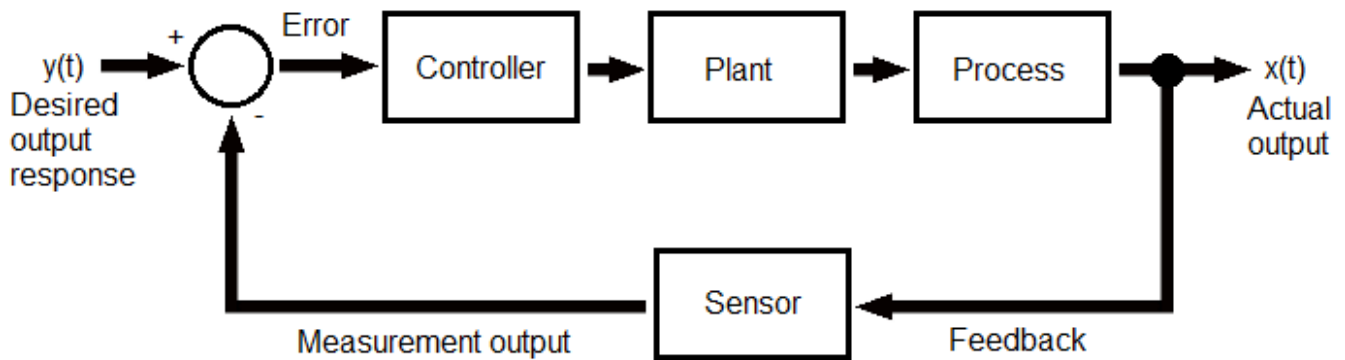 +
Error
y(t)
Controller
Plant
Process
x(t)
Desired
output
response
-
Actual
output
Sensor
Measurement output
Feedback